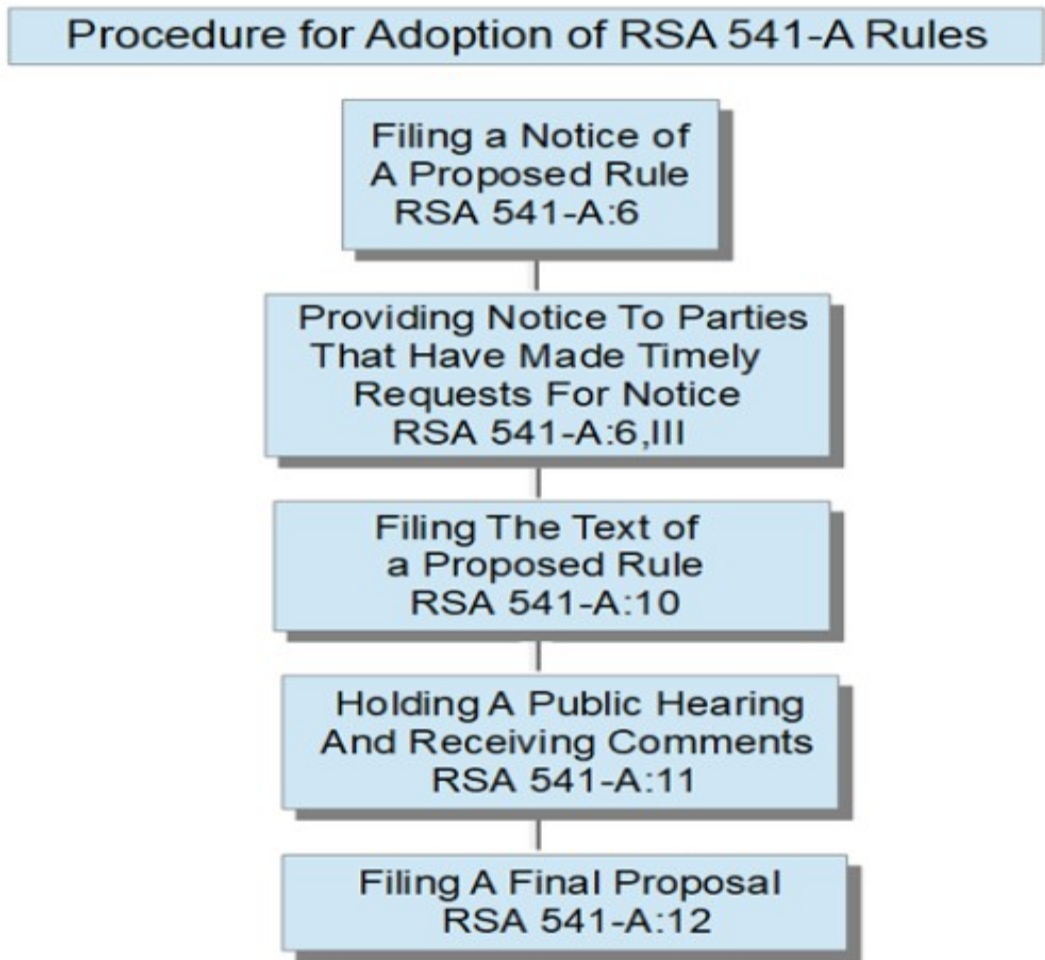 Procedure for Adoption of RSA 541-A Rules
Filing a Notice of
A Proposed Rule
RSA 541-A:6
Providing Notice To Parties
That Have Made Timely
Requests For Notice
RSA 541-A:6,III
Filing The Text of
a Proposed Rule
RSA 541-A:10
Holding A Public Hearing
And Receiving Comments
RSA 541-A:11
Filing A Final Proposal
RSA 541-A:12